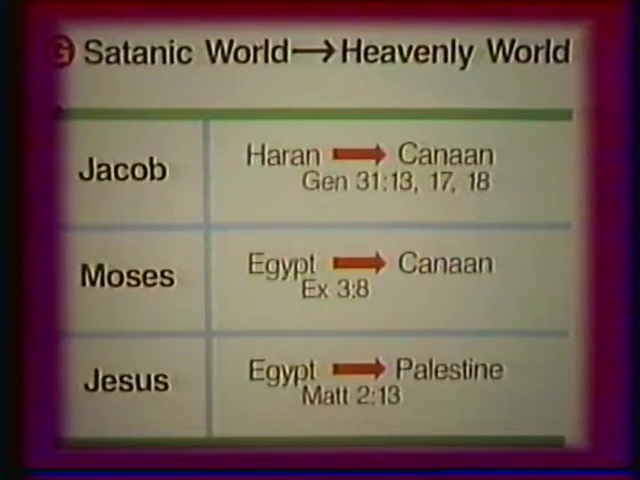 G Satanic World→Heavenly World
Jacob
Haran → Canaan
Gen 31:13, 17, 18
Moses
Egypt → Canaan
Ex 3:8
Jesus
Egypt → Palestine
Matt 2:13